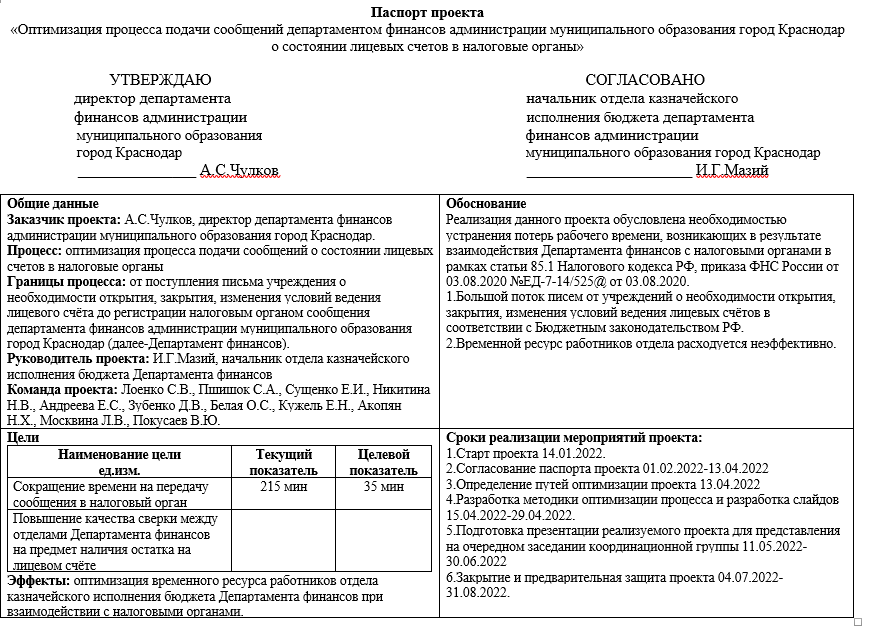 Паспорт проекта
«Оптимизация процесса подачи сообщений департаментом финансов администрации муниципального образования город Краснодар
о состоянии лицевых счетов в налоговые органы»
УТВЕРЖДАЮ
директор департамента
финансов администрации
муниципального образования
город Краснодар
________________ А.С.Чулков
СОГЛАСОВАНО
начальник отдела казначейского
исполнения бюджета департамента
финансов администрации
муниципального образования город Краснодар
______________________ И.Г.Мазий
Общие данные
Заказчик проекта: А.С.Чулков, директор департамента финансов
администрации муниципального образования город Краснодар.
Процесс: оптимизация процесса подачи сообщений о состоянии лицевых
счетов в налоговые органы
Границы процесса: от поступления письма учреждения о
необходимости открытия, закрытия, изменения условий ведения
лицевого счёта до регистрации налоговым органом сообщения
департамента финансов администрации муниципального образования
город Краснодар (далее-Департамент финансов).
Руководитель проекта: И.Г.Мазий, начальник отдела казначейского
исполнения бюджета Департамента финансов
Команда проекта: Лоенко С.В., Пшишок С.А., Сущенко Е.И., Никитина
Н.В., Андреева Е.С., Зубенко Д.В., Белая О.С., Кужель Е.Н., Акопян
Н.Х., Москвина Л.В., Покусаев В.Ю.
Обоснование
Реализация данного проекта обусловлена необходимостью
устранения потерь рабочего времени, возникающих в результате
взаимодействия Департамента финансов с налоговыми органами в
рамках статьи 85.1 Налогового кодекса РФ, приказа ФНС России от
03.08.2020 №ЕД-7-14/525@ от 03.08.2020.
1.Большой поток писем от учреждений о необходимости открытия,
закрытия, изменения условий ведения лицевых счётов в
соответствии с Бюджетным законодательством РФ.
2.Временной ресурс работников отдела расходуется неэффективно.
Цели
Наименование цели
ед.изм.
Текущий
показатель
Целевой
показатель
Сокращение времени на передачу
сообщения в налоговый орган
215 мин
35 мин
Повышение качества сверки между
отделами Департамента финансов
на предмет наличия остатка на
лицевом счёте
Эффекты: оптимизация временного ресурса работников отдела
казначейского исполнения бюджета Департамента финансов при
взаимодействии с налоговыми органами.
Сроки реализации мероприятий проекта:
1.Старт проекта 14.01.2022.
2.Согласование паспорта проекта 01.02.2022-13.04.2022
3.Определение путей оптимизации проекта 13.04.2022
4.Разработка методики оптимизации процесса и разработка слайдов
15.04.2022-29.04.2022.
5.Подготовка презентации реализуемого проекта для представления
на очередном заседании координационной группы 11.05.2022-
30.06.2022
6.Закрытие и предварительная защита проекта 04.07.2022-
31.08.2022.